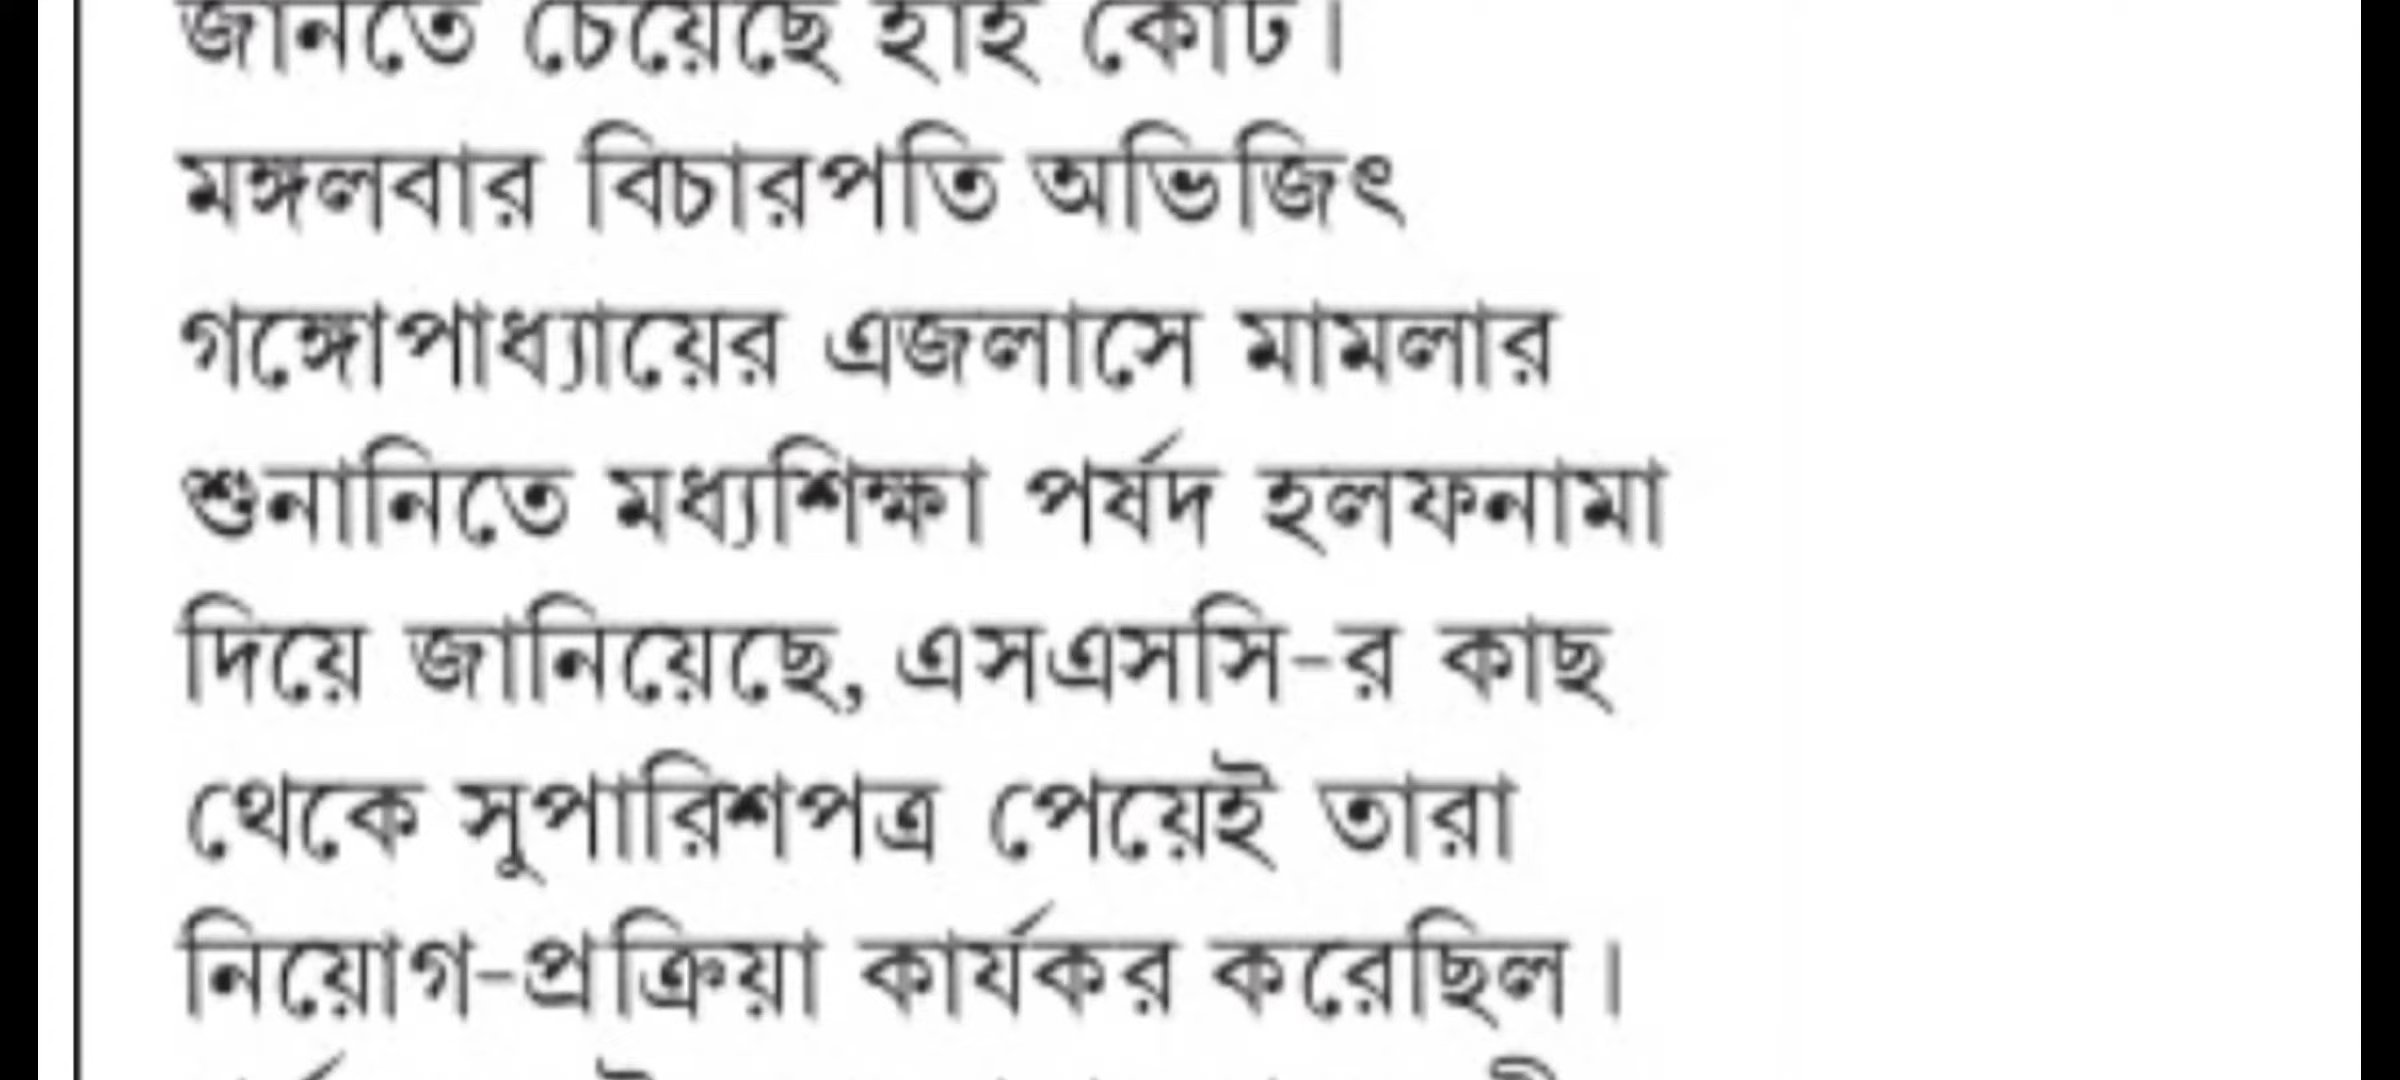 জানতে চেয়েছে হাই কোর্ট।
মঙ্গলবার বিচারপতি অভিজিৎ
গঙ্গোপাধ্যায়ের এজলাসে মামলার
শুনানিতে মধ্যশিক্ষা পর্ষদ হলফনামা
দিয়ে জানিয়েছে, এসএসসি-র কাছ
থেকে সুপারিশপত্র পেয়েই তারা
নিয়োগ-প্রক্রিয়া কার্যকর করেছিল।